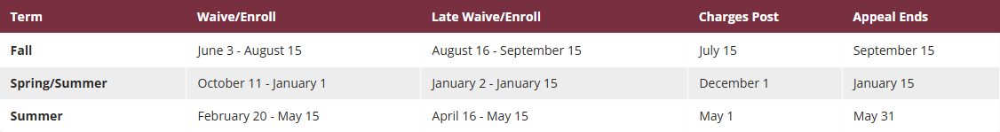 Term Waive/Enroll Late Waive/Enroll Charges Post Appeal Ends
Fall June 3 - August 15 August 16 - September 15 July 15 September 15
Spring/Summer October 11 - January 1 January 2 - January 15 December 1 January 15
Summer February 20 - May 15 April 16 - May 15 May 1 May 31